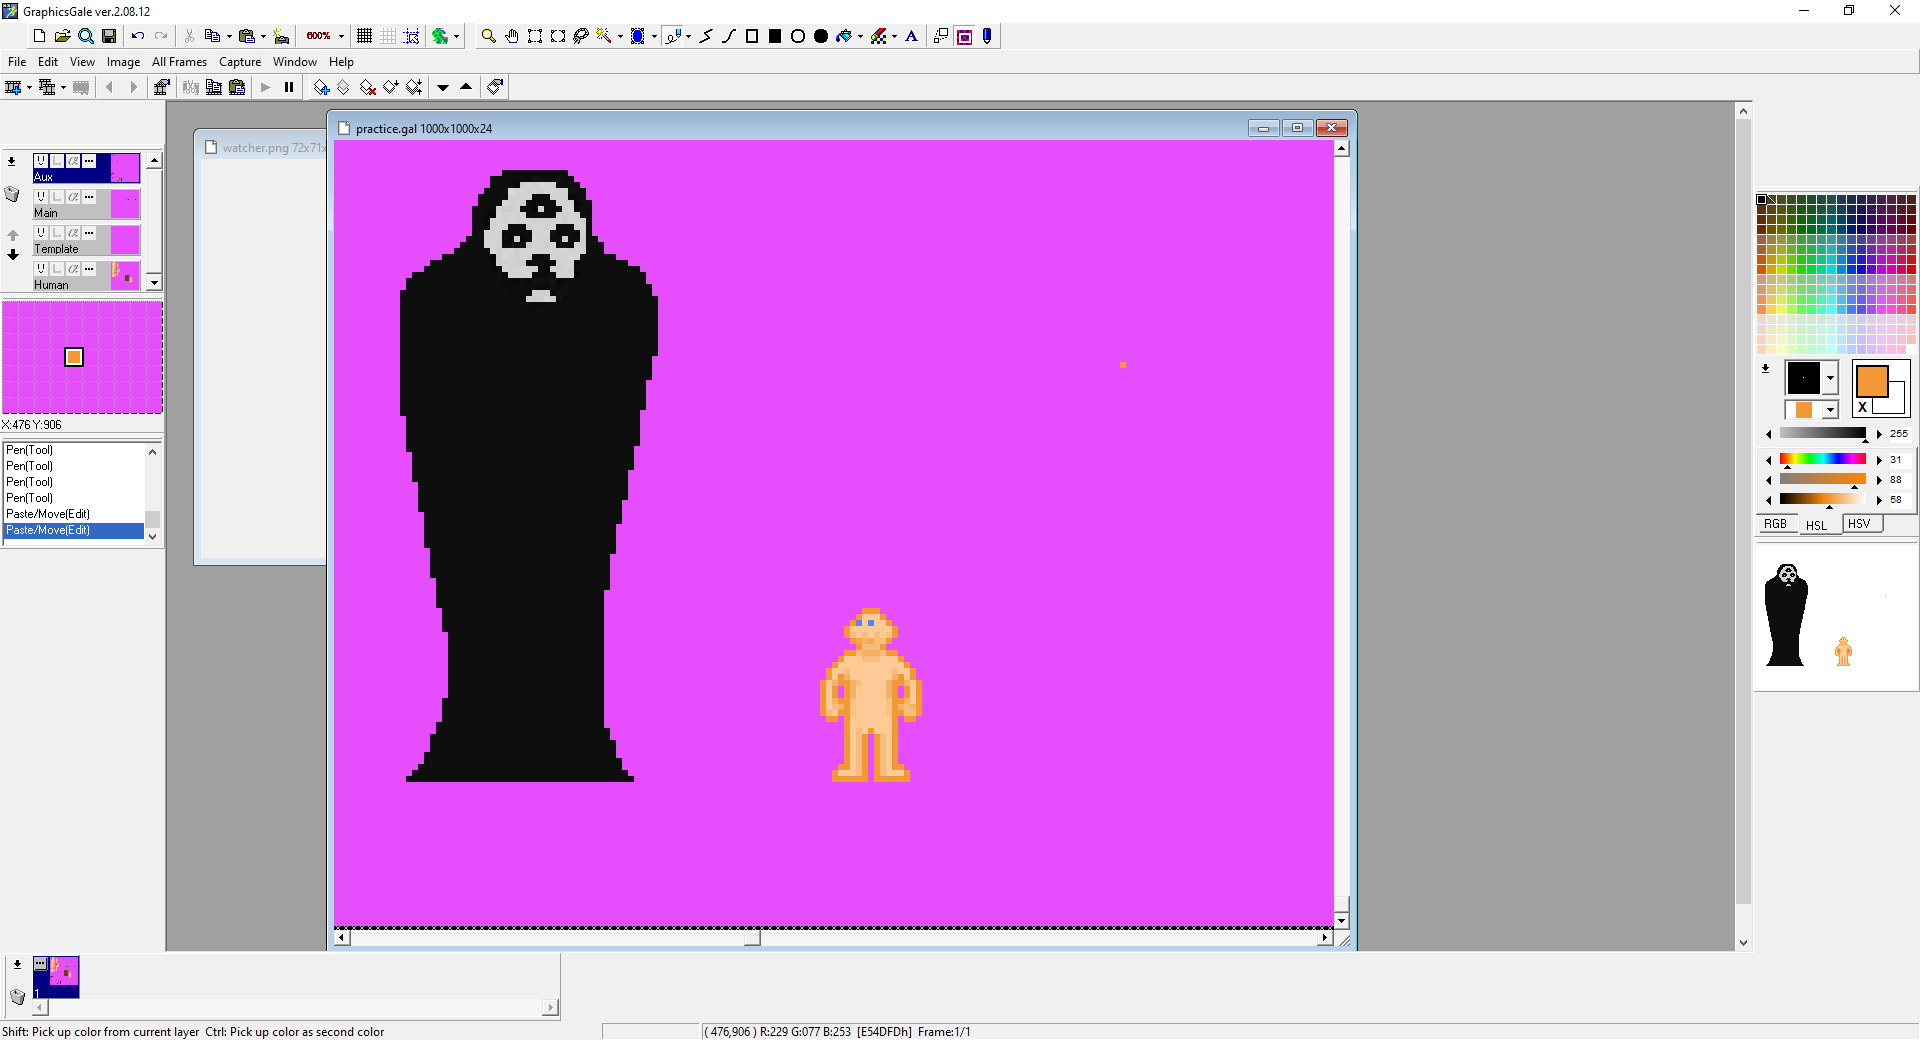 GraphicsGale ver.2.08.12
600%
File Edit View Image All Frames Capture Window Help
practice.gal 1000x1000x24
watcher.png 72x71x
Aux
Main
Template
Human
X:476 Y:906
Pen(Tool)
Pen(Tool)
Pen(Tool)
Pen(Tool)
Paste/Move(Edit)
Paste/Move(Edit)
X
255
31
88
58
RGB HSL HSV
1
Shift: Pick up color from current layer Ctrl: Pick up color as second color
( 476,906 ) R:229 G:077 B:253 [E54DFDh] Frame:1/1